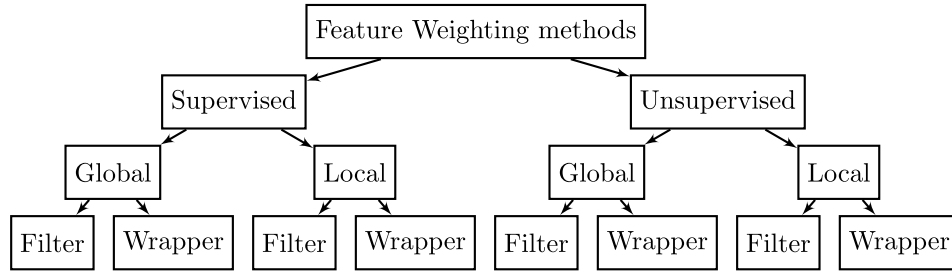 Feature Weighting methods
Supervised Unsupervised
Global Local Global Local
Filter Wrapper Filter Wrapper Filter Wrapper Filter Wrapper